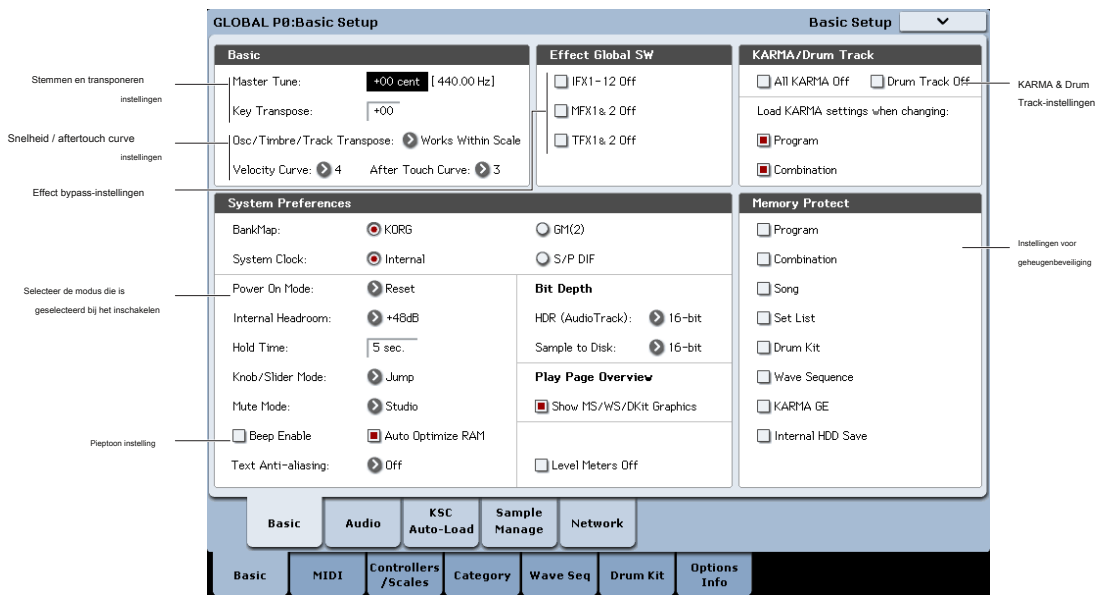 GLOBAL P0:Basic Setup
Basic Setup
Basic
Master Tune: +00 cent [ 440.00 Hz]
Key Transpose: +00
Osc/Timbre/Track Transpose: Works Within Scale
Velocity Curve: 4 After Touch Curve: 3
Effect Global SW
IFX1-12 Off
MFX1& 2 Off
TFX1& 2 Off
KARMA/Drum Track
All KARMA Off Drum Track Off
Load KARMA settings when changing:
Program
Combination
System Preferences
BankMap: KORG GM(2)
System Clock: Internal S/P DIF
Power On Mode: Reset
Internal Headroom: +48dB
Hold Time: 5 sec.
Knob/Slider Mode: Jump
Mute Mode: Studio
Beep Enable Auto Optimize RAM
Text Anti-aliasing: Off
Bit Depth
HDR (AudioTrack): 16-bit
Sample to Disk: 16-bit
Play Page Overview
Show MS/WS/DKit Graphics
Level Meters Off
Memory Protect
Program
Combination
Song
Set List
Drum Kit
Wave Sequence
KARMA GE
Internal HDD Save
Basic
Audio
KSC
Auto-Load
Sample
Manage
Network
Basic
MIDI
Controllers
/Scales
Category
Wave Seq
Drum Kit
Options
Info
Stemmen en transponeren
instellingen
Snelheid / aftertouch curve
instellingen
Effect bypass-instellingen
Selecteer de modus die is
geselecteerd bij het inschakelen
Pieptoon instelling
KARMA & Drum
Track-instellingen
Instellingen voor
geheugenbeveiliging